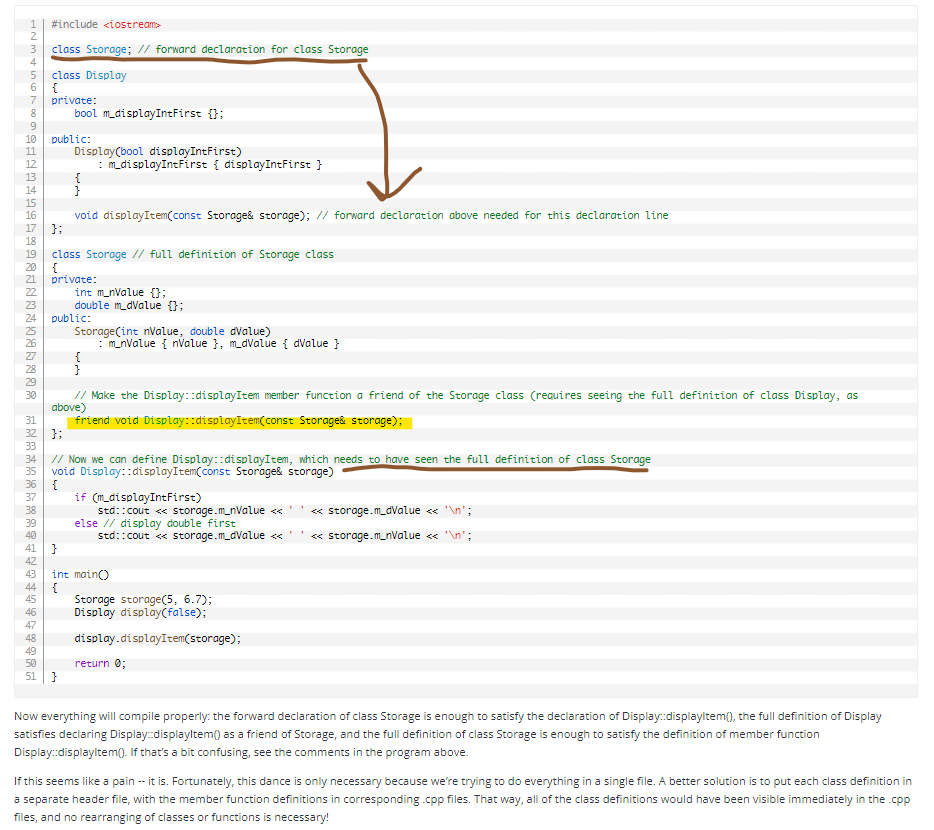 1 #include <iostream>
2
3 class Storage; // forward declaration for class Storage
4
5 class Display
6 {
7 private:
8     bool m_displayIntFirst {};
9
10 public:
11     Display(bool displayIntFirst)
12         : m_displayIntFirst { displayIntFirst }
13     {
14     }
15
16     void displayItem(const Storage& storage); // forward declaration above needed for this declaration line
17 };
18
19 class Storage // full definition of Storage class
20 {
21 private:
22     int m_nValue {};
23     double m_dValue {};
24 public:
25     Storage(int nValue, double dValue)
26         : m_nValue { nValue }, m_dValue { dValue }
27     {
28     }
29
30     // Make the Display::displayItem member function a friend of the Storage class (requires seeing the full definition of class Display, as
above)
31     friend void Display::displayItem(const Storage& storage);
32 };
33
34 // Now we can define Display::displayItem, which needs to have seen the full definition of class Storage
35 void Display::displayItem(const Storage& storage)
36 {
37     if (m_displayIntFirst)
38         std::cout << storage.m_nValue << ' ' << storage.m_dValue << '\n';
39     else // display double first
40         std::cout << storage.m_dValue << ' ' << storage.m_nValue << '\n';
41 }
42
43 int main()
44 {
45     Storage storage(5, 6.7);
46     Display display(false);
47
48     display.displayItem(storage);
49
50     return 0;
51 }
Now everything will compile properly: the forward declaration of class Storage is enough to satisfy the declaration of Display::displayItem(), the full definition of Display
satisfies declaring Display::displayItem() as a friend of Storage, and the full definition of class Storage is enough to satisfy the definition of member function
Display::displayItem(). If that's a bit confusing, see the comments in the program above.
If this seems like a pain -- it is. Fortunately, this dance is only necessary because we're trying to do everything in a single file. A better solution is to put each class definition in
a separate header file, with the member function definitions in corresponding .cpp files. That way, all of the class definitions would have been visible immediately in the .cpp
files, and no rearranging of classes or functions is necessary!